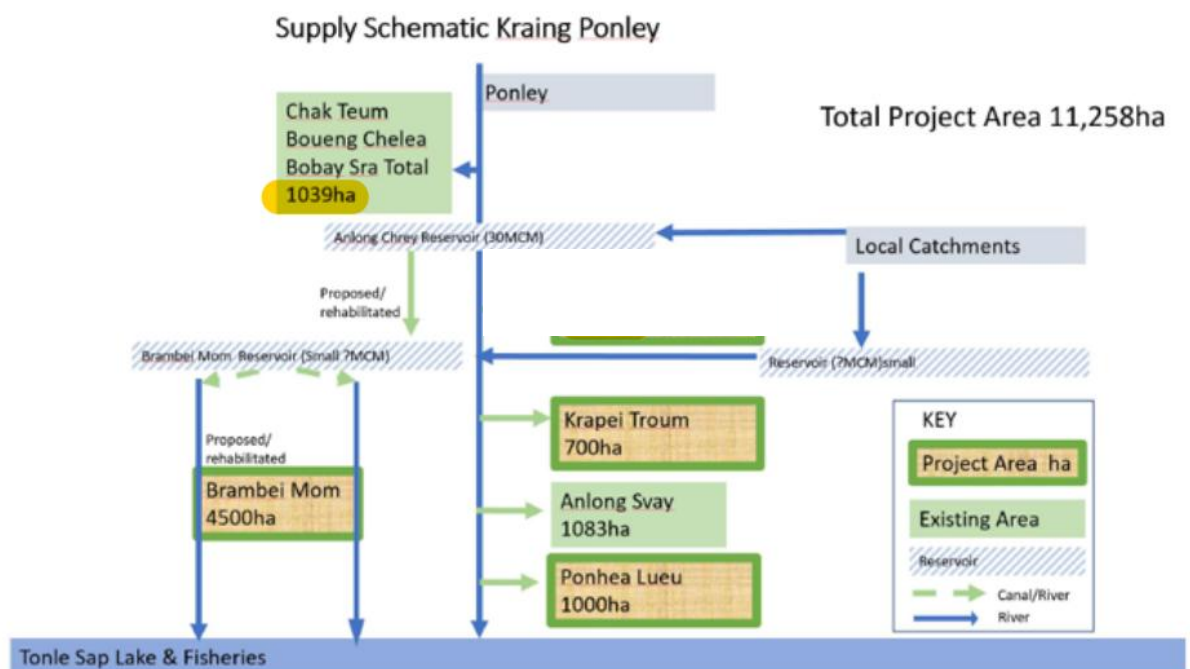 Supply Schematic Kraing Ponley
Ponley
Total Project Area 11,258ha
Chak Teum
Boueng Chelea
Bobay Sra Total
1039ha
Anlong Chrey Reservoir (30MCM)
Local Catchments
Proposed/
rehabilitated
Brambei Mom Reservoir (Small ?MCM)
Reservoir (?MCM)small
Krapei Troum
700ha
Proposed/
rehabilitated
Brambei Mom
4500ha
Anlong Svay
1083ha
Ponhea Lueu
1000ha
KEY
Project Area ha
Existing Area
Reservoir
Canal/River
River
Tonle Sap Lake & Fisheries